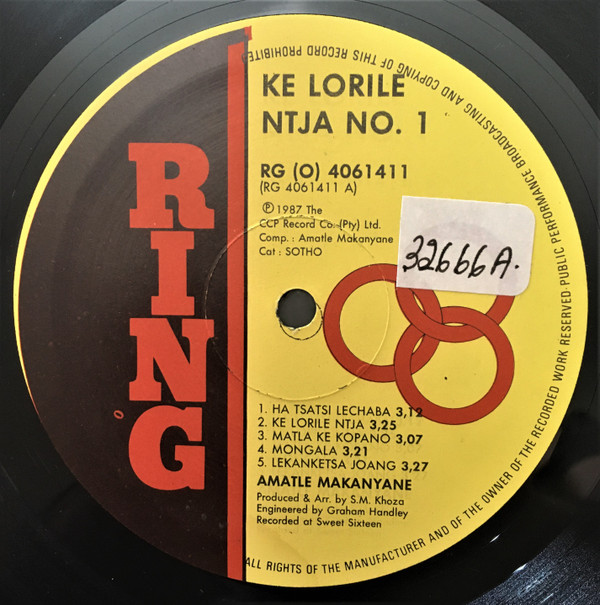 RING
KE LORILE
NTJA NO. 1
RG (O) 4061411
(RG 4061411 A)
℗ 1987 The
CCP Record Co. (Pty) Ltd.
Comp.: Amatle Makanyane
Cat: SOTHO
32666A.
1. HA TSATSI LECHABA 3,12
2. KE LORILE NTJA 3,25
3. MATLA KE KOPANO 3,07
4. MONGALA 3,21
5. LEKANKETSA JOANG 3,27
AMATLE MAKANYANE
Produced & Arr. by S.M. Khoza
Engineered by Graham Handley
Recorded at Sweet Sixteen
ALL RIGHTS OF THE MANUFACTURER AND OF THE OWNER OF THE RECORDED WORK RESERVED·PUBLIC PERFORMANCE BROADCASTING AND COPYING OF THIS RECORD PROHIBITED